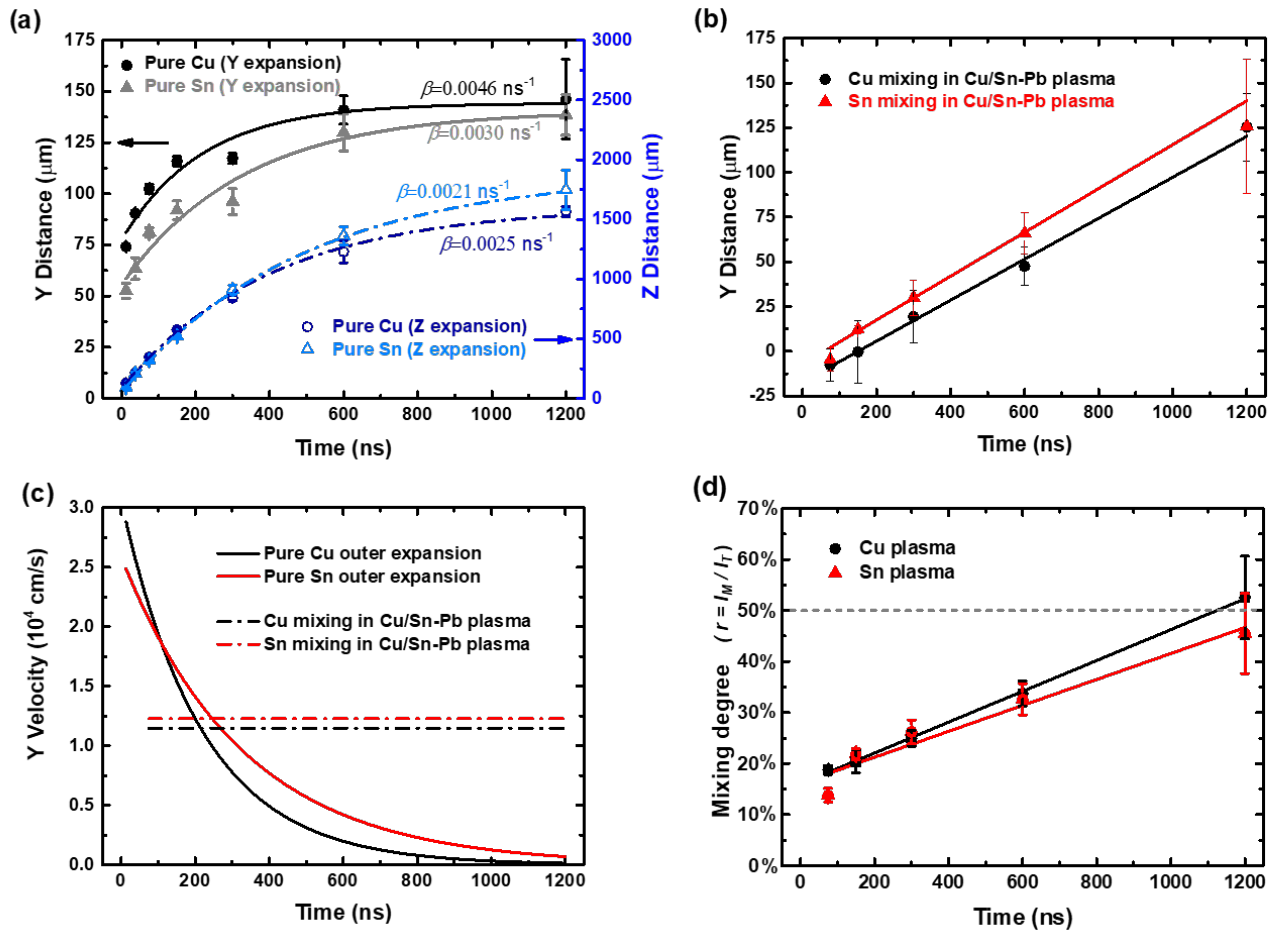 (a)
175
150
125
100
75
50
25
0
Y Distance (μm)
Pure Cu (Y expansion)
Pure Sn (Y expansion)
β=0.0046 ns-1
β=0.0030 ns-1
β=0.0021 ns-1
β=0.0025 ns-1
Pure Cu (Z expansion)
Pure Sn (Z expansion)
3000
2500
2000
1500
1000
500
0
Z Distance (μm)
0 200 400 600 800 1000 1200
Time (ns)
(b)
175
150
125
100
75
50
25
0
-25
Y Distance (μm)
Cu mixing in Cu/Sn-Pb plasma
Sn mixing in Cu/Sn-Pb plasma
0 200 400 600 800 1000 1200
Time (ns)
(c)
3.0
2.5
2.0
1.5
1.0
0.5
0.0
Y Velocity (104 cm/s)
Pure Cu outer expansion
Pure Sn outer expansion
Cu mixing in Cu/Sn-Pb plasma
Sn mixing in Cu/Sn-Pb plasma
0 200 400 600 800 1000 1200
Time (ns)
(d)
70%
60%
50%
40%
30%
20%
10%
0%
Mixing degree ( r = IM / IT )
Cu plasma
Sn plasma
0 200 400 600 800 1000 1200
Time (ns)